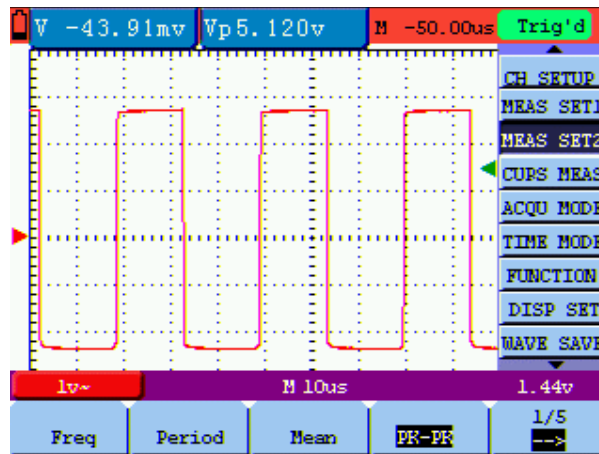 V -43.91mv Vp5.120v M -50.00us Trig'd
CH SETUP
MEAS SET1
MEAS SET2
CURS MEAS
ACQU MODE
TIME MODE
FUNCTION
DISP SET
WAVE SAVE
1v~ M 10us 1.44v
Freq Period Mean PK-PK 1/5
-->